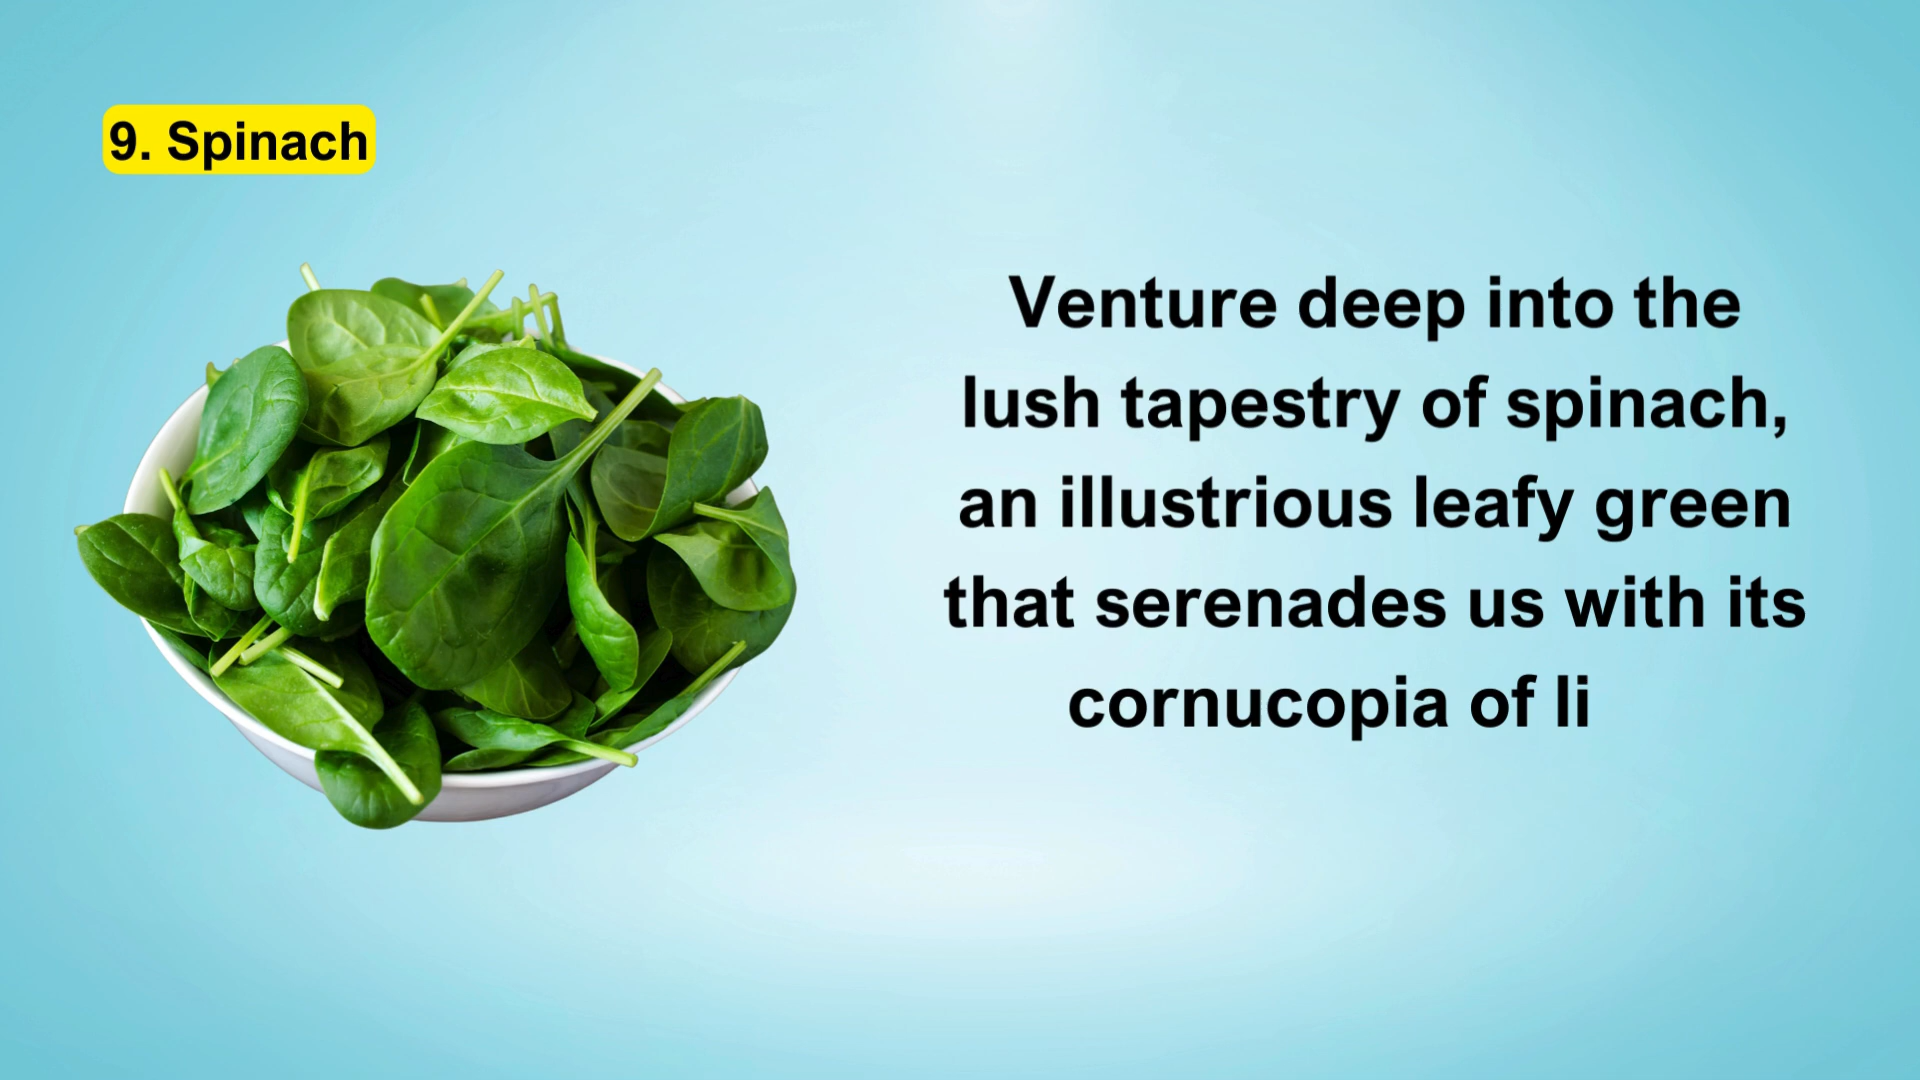 9. Spinach
Venture deep into the
lush tapestry of spinach,
an illustrious leafy green
that serenades us with its
cornucopia of li